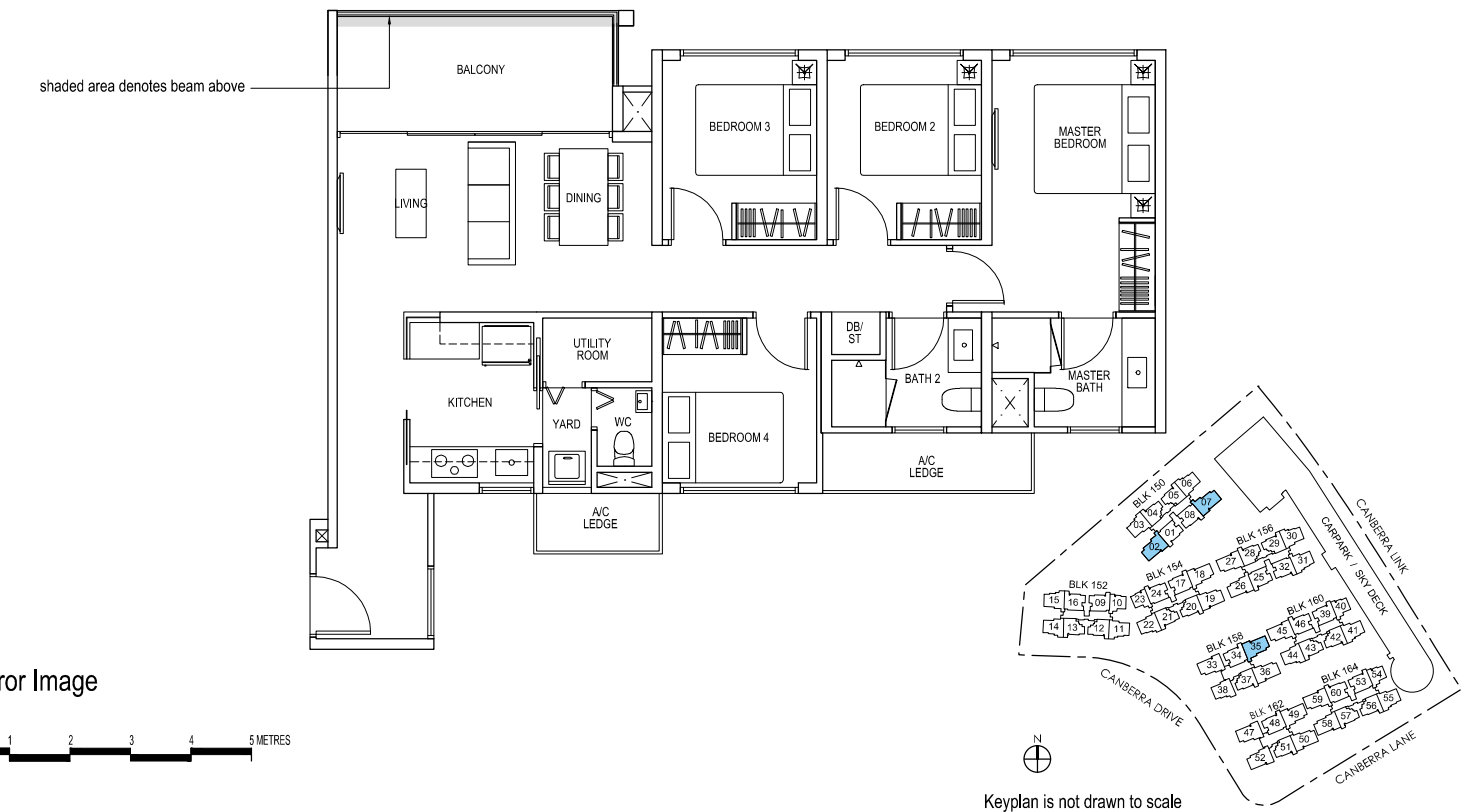 shaded area denotes beam above
BALCONY
BEDROOM 3
BEDROOM 2
MASTER
BEDROOM
LIVING
DINING
KITCHEN
UTILITY
ROOM
YARD
WC
BEDROOM 4
DB/
ST
BATH 2
MASTER
BATH
A/C
LEDGE
A/C
LEDGE
ror Image
1 2 3 4 5 METRES
BLK 150
06
05
04
03
07
08
01
02
BLK 152
15 16 09 10
14 13 12 11
BLK 154
23 24 17 18
22 21 20 19
BLK 156
27 28 29 30
26 25 32 31
BLK 158
33 34 35
38 37 36
BLK 160
45 46 39 40
44 43 42 41
BLK 162
47 48 49
52 51 50
BLK 164
59 60 53 54
58 57 56 55
CARPARK / SKY DECK
CANBERRA LINK
CANBERRA DRIVE
CANBERRA LANE
N
Keyplan is not drawn to scale